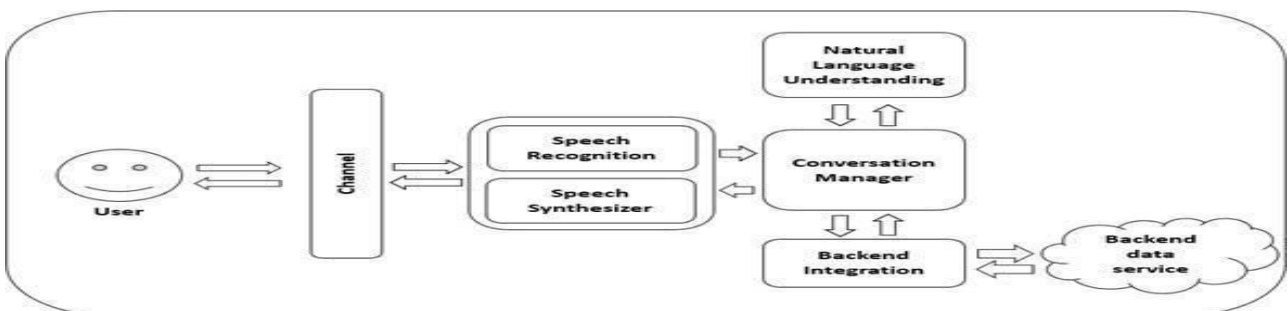 User
Channel
Speech
Recognition
Speech
Synthesizer
Natural
Language
Understanding
Conversation
Manager
Backend
Integration
Backend
data
service